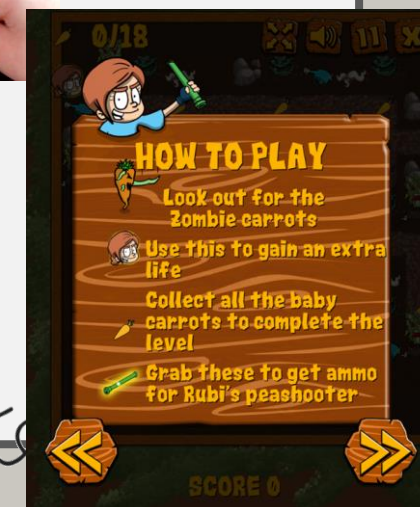 0/18
HOW TO PLAY
Look out for the
Zombie carrots
Use this to gain an extra
life
Collect all the baby
carrots to complete the
level
Grab these to get ammo
for Rubi's peashooter
SCORE 0